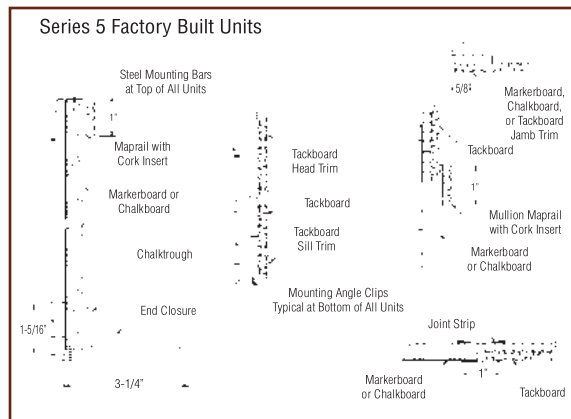 Series 5 Factory Built Units
Steel Mounting Bars
at Top of All Units
1"
Maprail with
Cork Insert
Markerboard or
Chalkboard
Chalktrough
End Closure
1-5/16"
3-1/4"
Tackboard
Head Trim
Tackboard
Tackboard
Sill Trim
Mounting Angle Clips
Typical at Bottom of All Units
5/8"
Markerboard,
Chalkboard,
or Tackboard
Jamb Trim
Tackboard
1"
Mullion Maprail
with Cork Insert
Markerboard
or Chalkboard
Joint Strip
1"
Markerboard
or Chalkboard
Tackboard